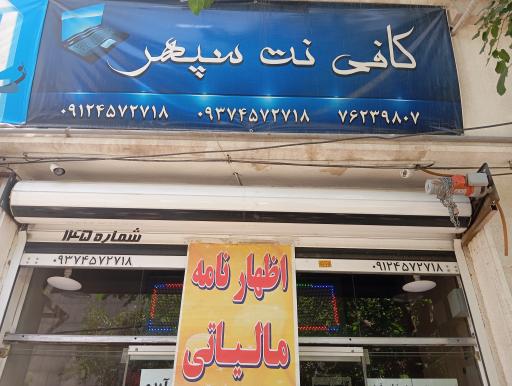 کافی نت سپهر
۰۹۱۲۴۵۷۲۷۱۸ ۰۹۳۷۴۵۷۲۷۱۸ ۷۶۲۳۹۸۰۷
شماره ۱۴۵
۰۹۳۷۴۵۷۲۷۱۸
۰۹۱۲۴۵۷۲۷۱۸
اظهار نامه
مالیاتی